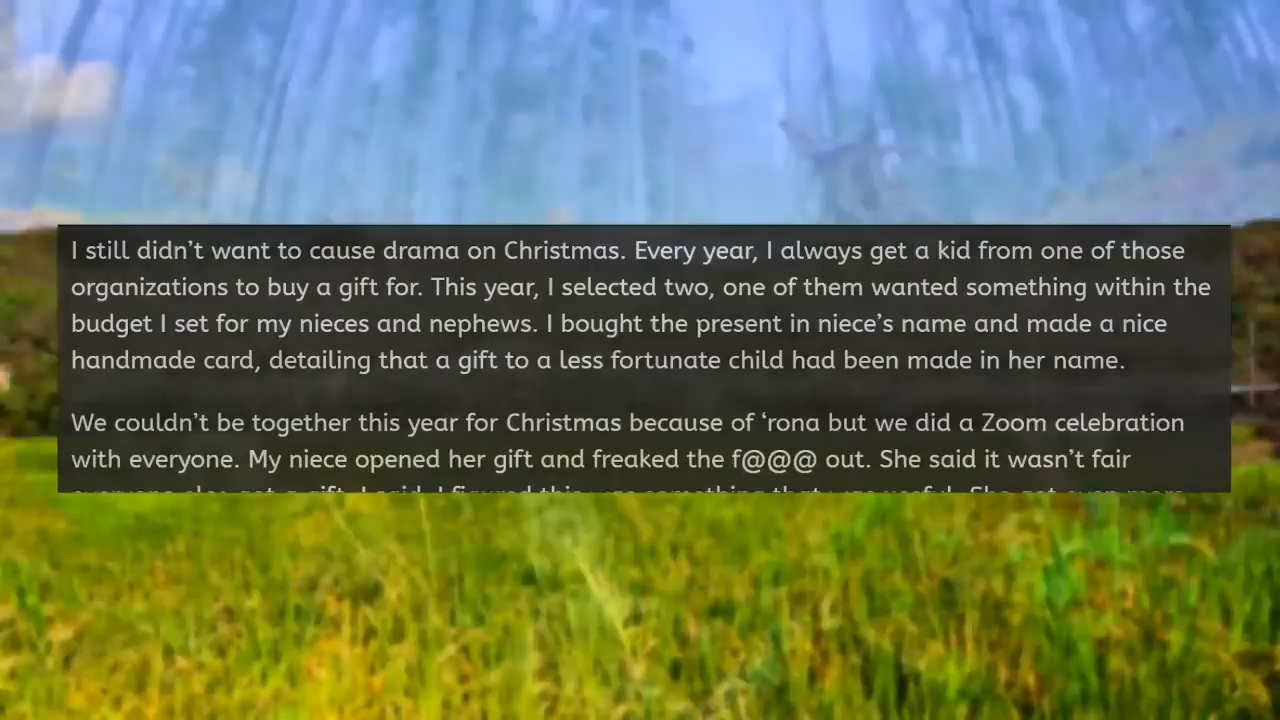 I still didn’t want to cause drama on Christmas. Every year, I always get a kid from one of those
organizations to buy a gift for. This year, I selected two, one of them wanted something within the
budget I set for my nieces and nephews. I bought the present in niece’s name and made a nice
handmade card, detailing that a gift to a less fortunate child had been made in her name.
We couldn’t be together this year for Christmas because of ‘rona but we did a Zoom celebration
with everyone. My niece opened her gift and freaked the f@@@ out. She said it wasn’t fair